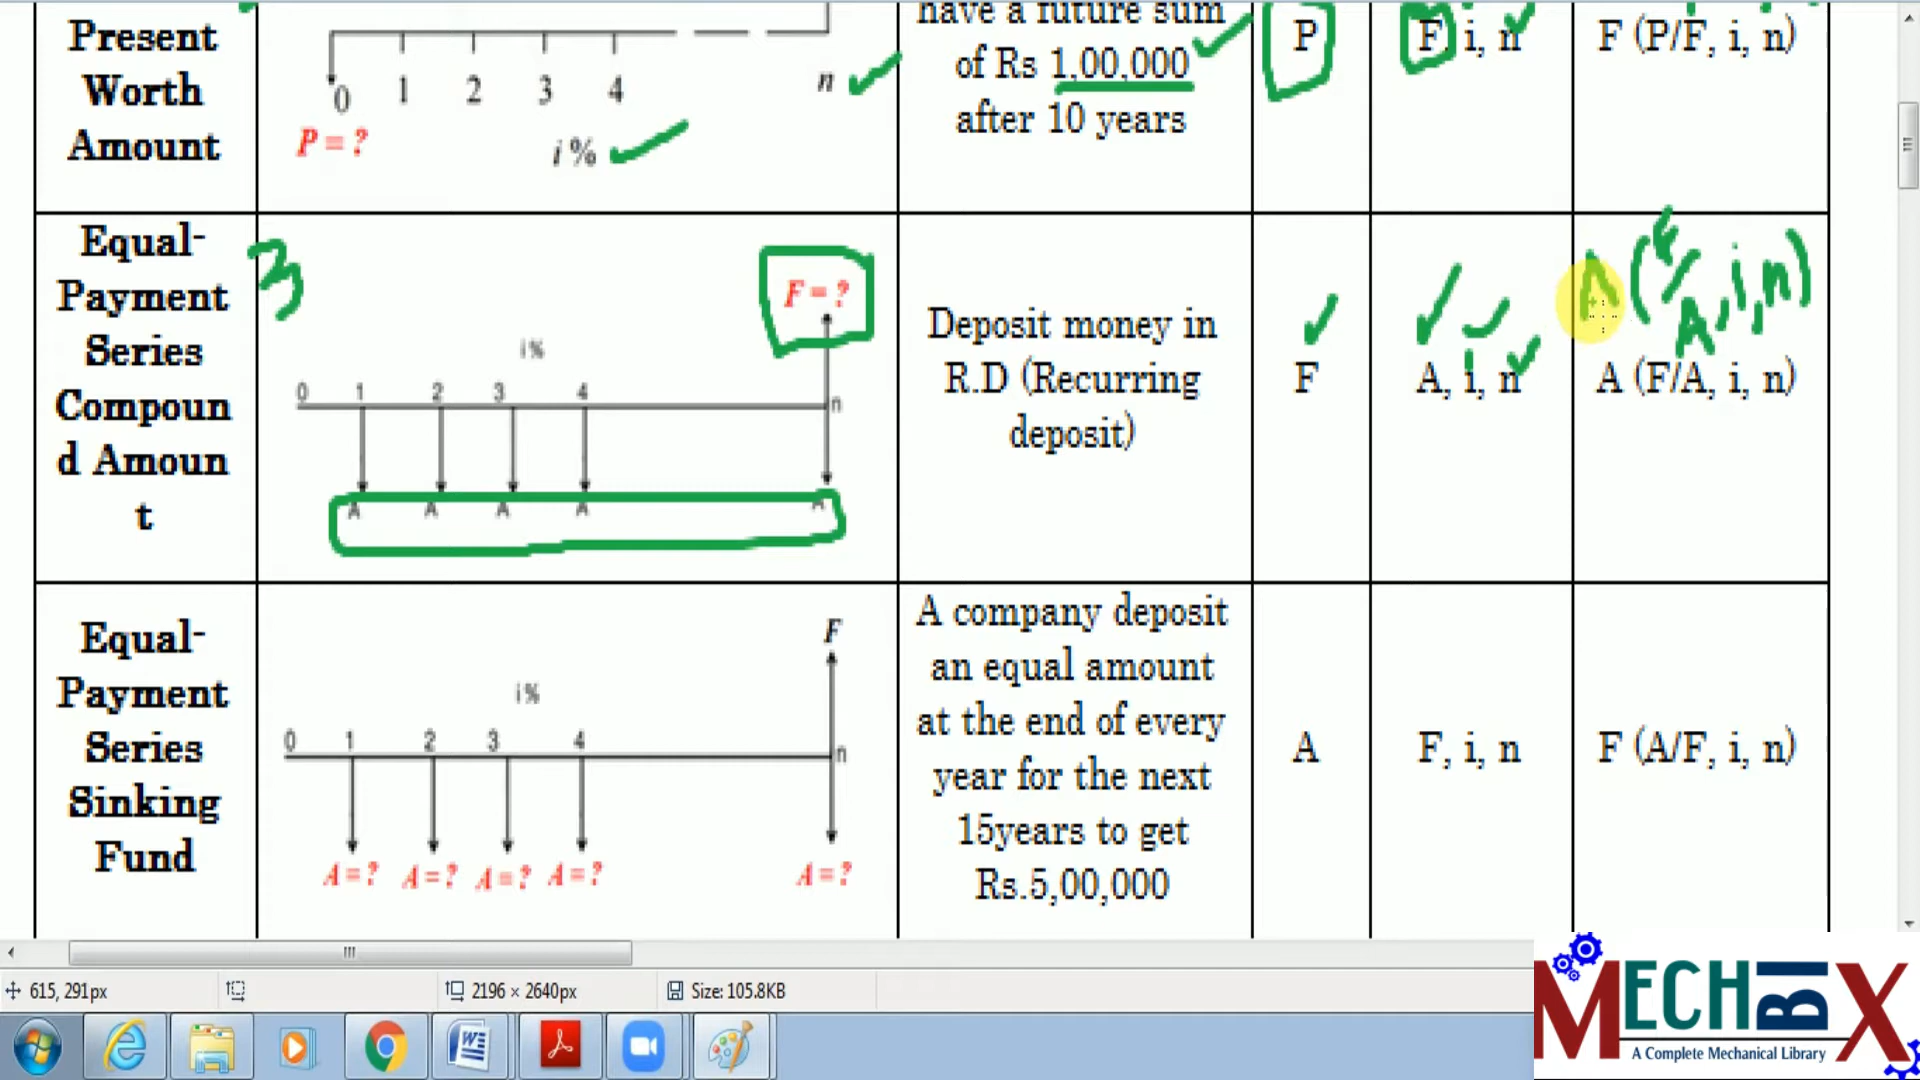 Present
Worth
Amount
0 1 2 3 4 n
P = ?
i %
have a future sum
of Rs 1,00,000
after 10 years
P
F, i, n
F (P/F, i, n)
Equal-
Payment
Series
Compoun
d Amoun
t
3
F = ?
i %
0 1 2 3 4 n
A A A A A
Deposit money in
R.D (Recurring
deposit)
F
A, i, n
A (F/A, i, n)
A (F/A, i, n)
Equal-
Payment
Series
Sinking
Fund
F
i %
0 1 2 3 4 n
A = ? A = ? A = ? A = ? A = ?
A company deposit
an equal amount
at the end of every
year for the next
15years to get
Rs.5,00,000
A
F, i, n
F (A/F, i, n)
615, 291px
2196 × 2640px
Size: 105.8KB
MECHBIX
A Complete Mechanical Library